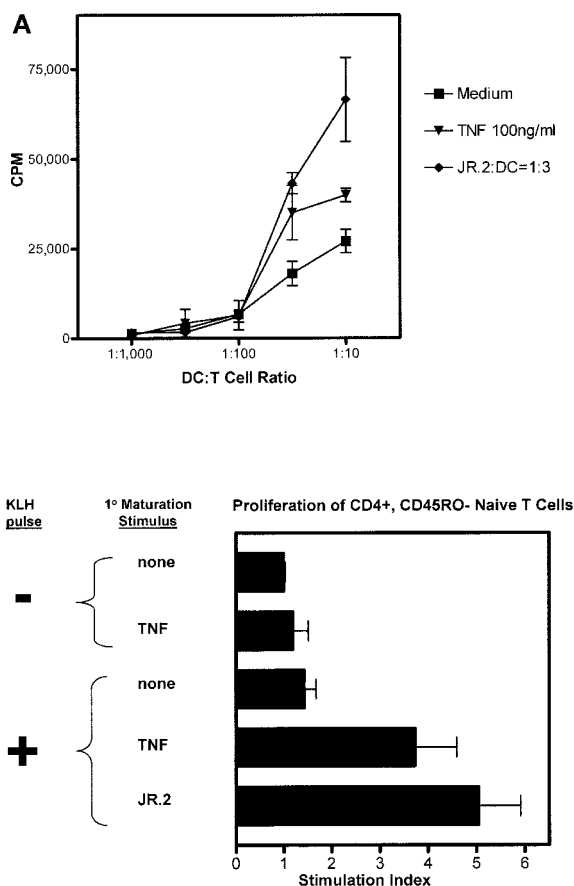 A
75,000
50,000
25,000
0
CPM
1:1,000
1:100
1:10
DC:T Cell Ratio
Medium
TNF 100ng/ml
JR.2:DC=1:3
KLH
pulse
1° Maturation
Stimulus
Proliferation of CD4+, CD45RO- Naive T Cells
-
none
TNF
+
none
TNF
JR.2
0 1 2 3 4 5 6
Stimulation Index